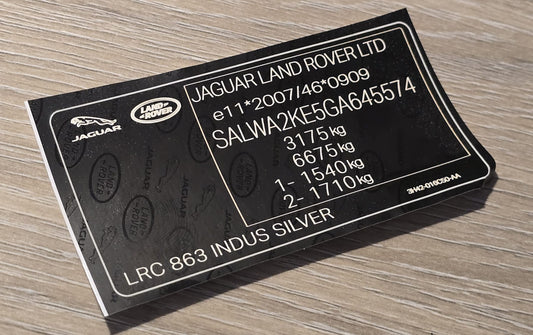 JAGUAR LAND ROVER LTD
e11*2007/46*0909
SALWA2KE5GA645574
3175kg
6675kg
1- 1540kg
2- 1710kg
JAGUAR
LAND ROVER
LRC 863 INDUS SILVER